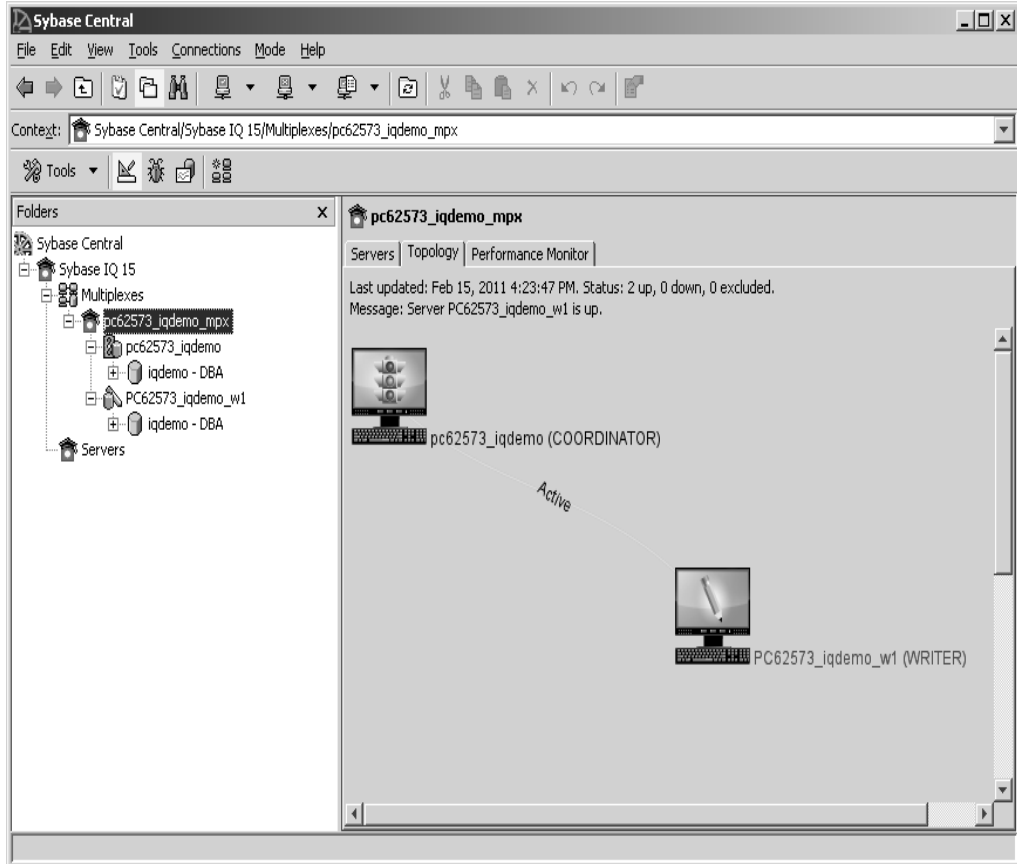 Sybase Central
File Edit View Tools Connections Mode Help
Context: Sybase Central/Sybase IQ 15/Multiplexes/pc62573_iqdemo_mpx
Tools
Folders X
Sybase Central
Sybase IQ 15
Multiplexes
pc62573_iqdemo_mpx
pc62573_iqdemo
iqdemo - DBA
PC62573_iqdemo_w1
iqdemo - DBA
Servers
pc62573_iqdemo_mpx
Servers Topology Performance Monitor
Last updated: Feb 15, 2011 4:23:47 PM. Status: 2 up, 0 down, 0 excluded.
Message: Server PC62573_iqdemo_w1 is up.
pc62573_iqdemo (COORDINATOR)
Active
PC62573_iqdemo_w1 (WRITER)